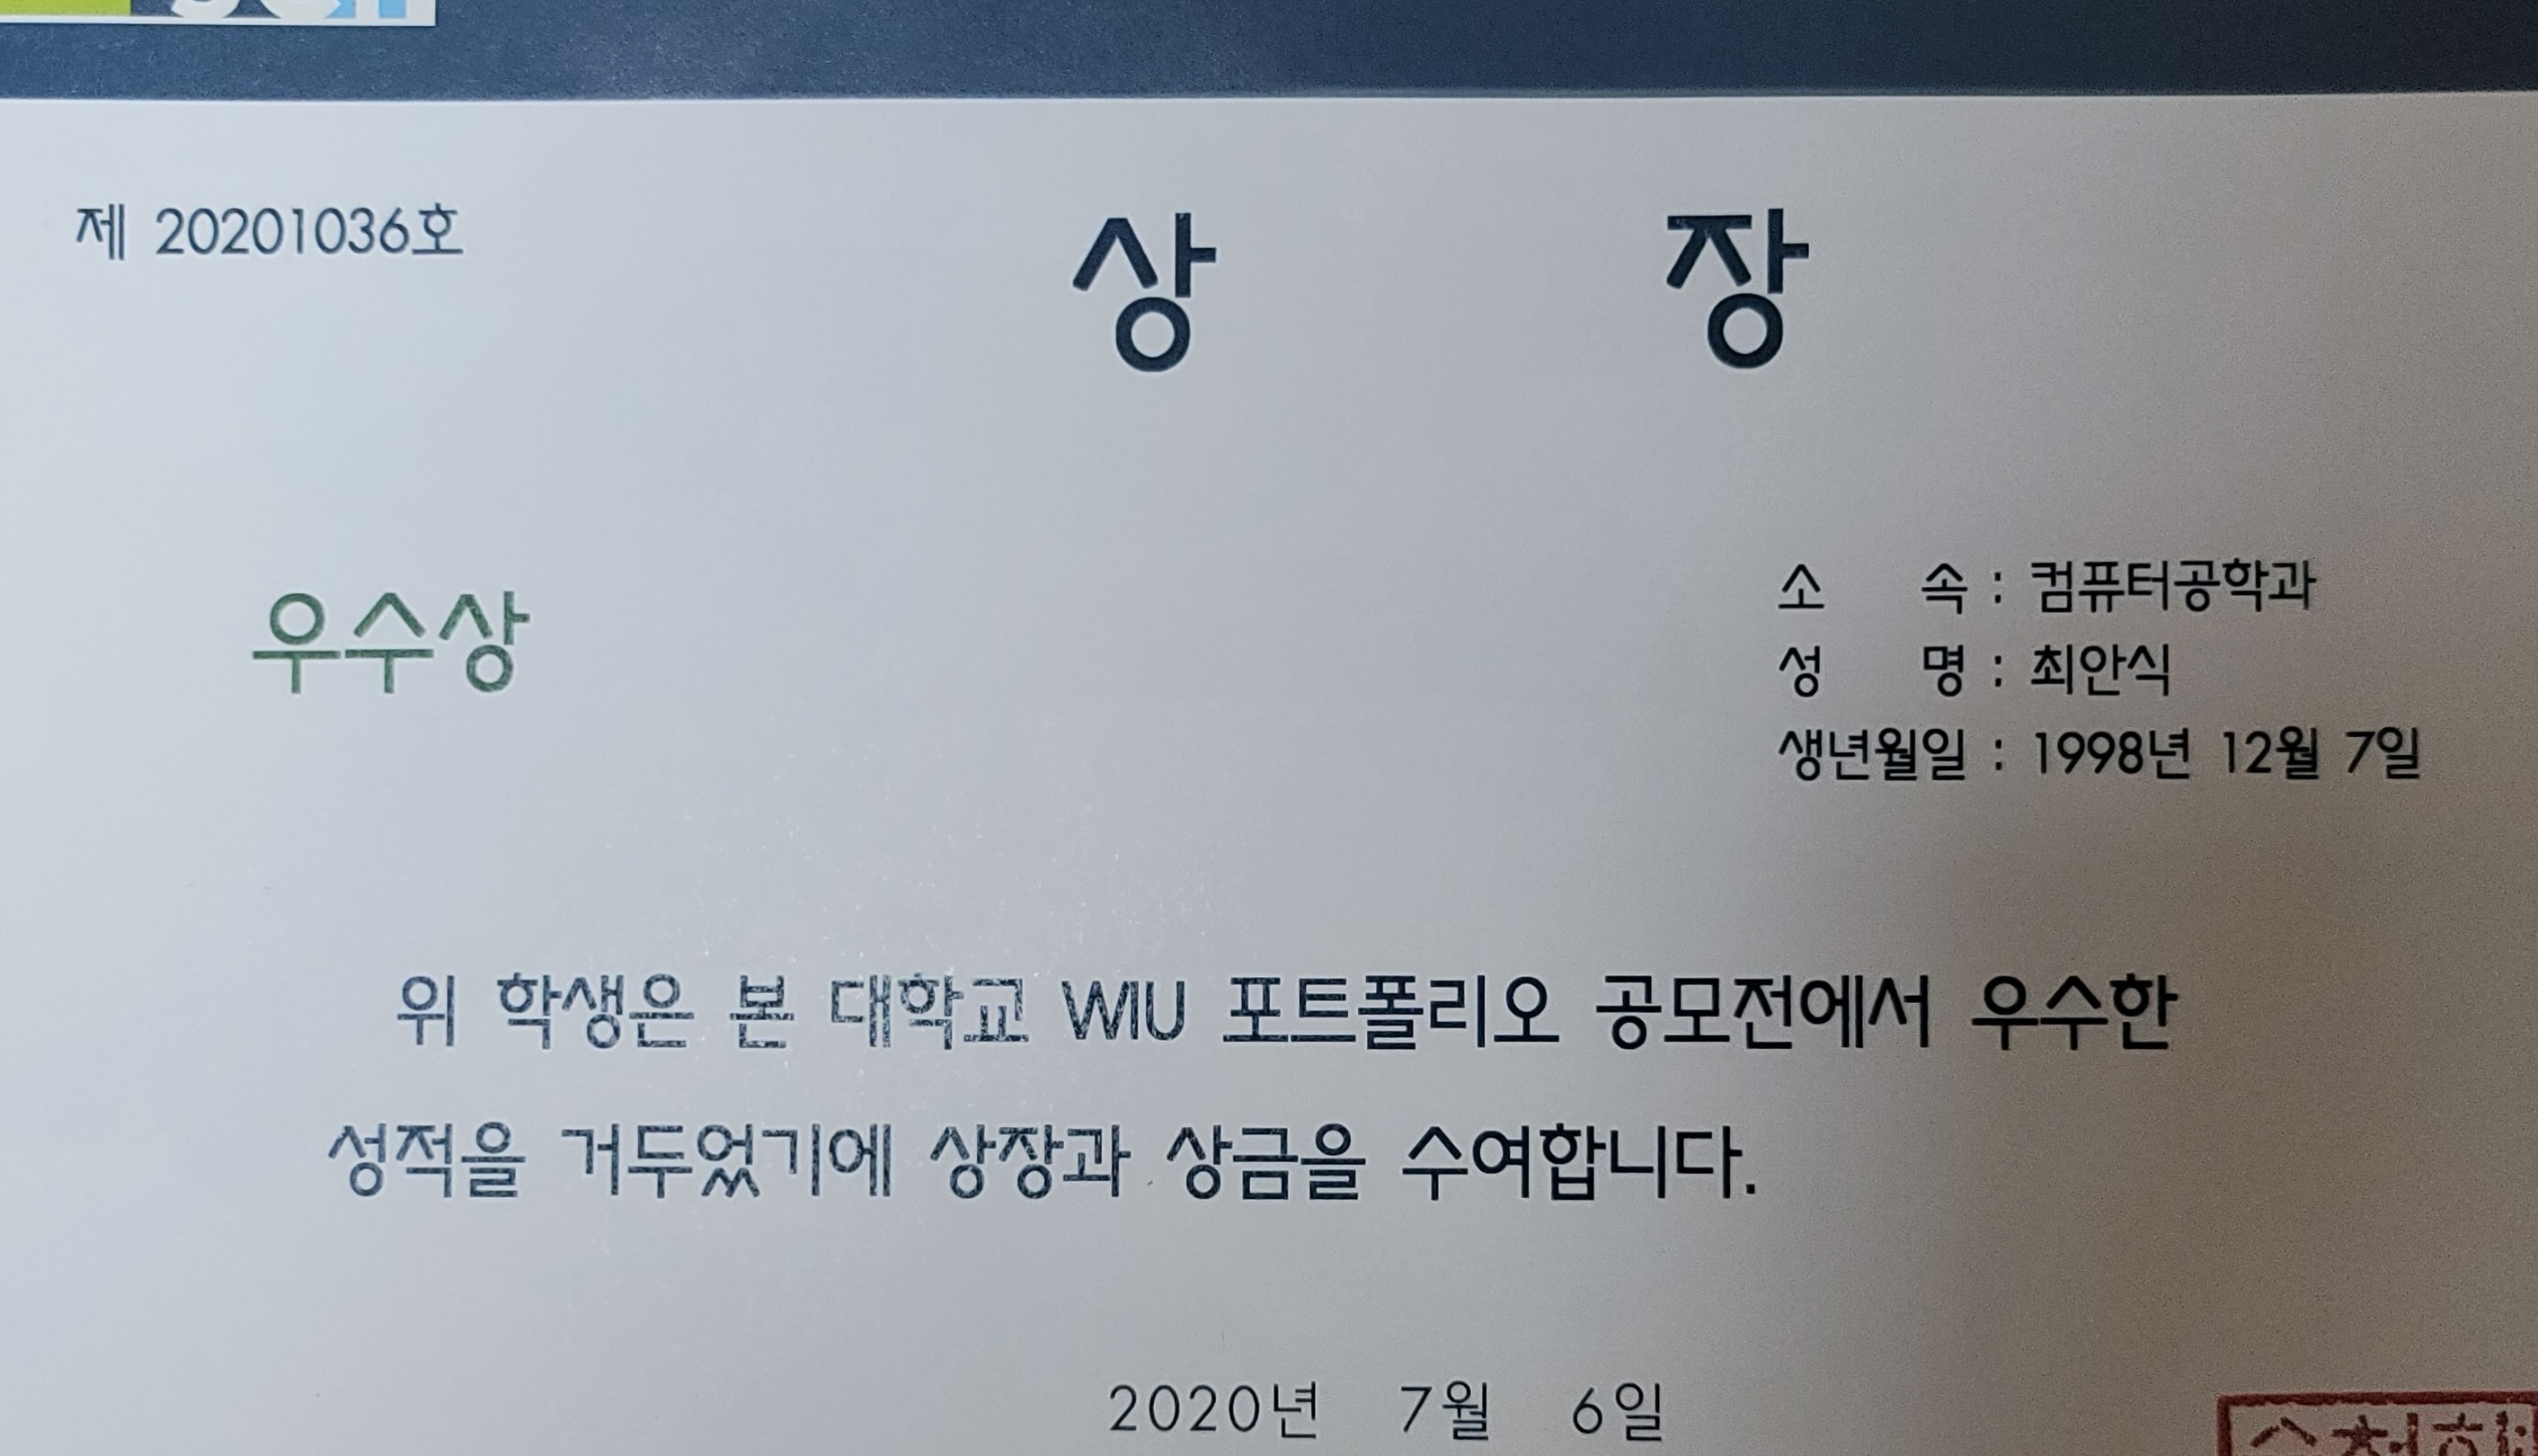 제 20201036호
상 장
우수상
소 속 : 컴퓨터공학과
성 명 : 최안식
생년월일 : 1998년 12월 7일
위 학생은 본 대학교 WIU 포트폴리오 공모전에서 우수한
성적을 거두었기에 상장과 상금을 수여합니다.
2020년 7월 6일